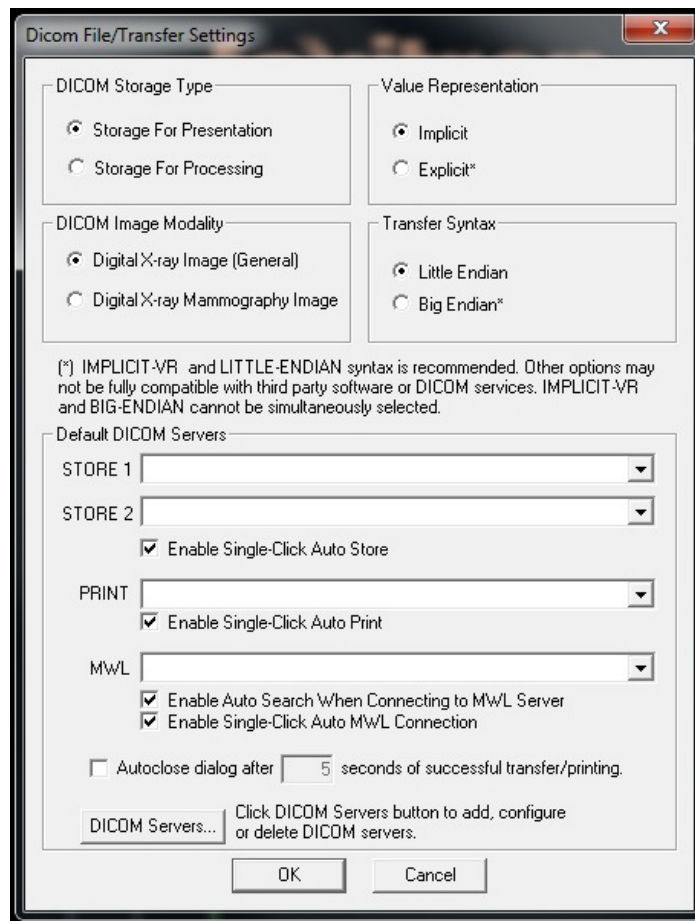 Dicom File/Transfer Settings
DICOM Storage Type
Storage For Presentation
Storage For Processing
Value Representation
Implicit
Explicit*
DICOM Image Modality
Digital X-ray Image (General)
Digital X-ray Mammography Image
Transfer Syntax
Little Endian
Big Endian*
(*) IMPLICIT-VR and LITTLE-ENDIAN syntax is recommended. Other options may
not be fully compatible with third party software or DICOM services. IMPLICIT-VR
and BIG-ENDIAN cannot be simultaneously selected.
Default DICOM Servers
STORE 1
STORE 2
Enable Single-Click Auto Store
PRINT
Enable Single-Click Auto Print
MWL
Enable Auto Search When Connecting to MWL Server
Enable Single-Click Auto MWL Connection
Autoclose dialog after 5 seconds of successful transfer/printing.
DICOM Servers...
Click DICOM Servers button to add, configure
or delete DICOM servers.
OK
Cancel